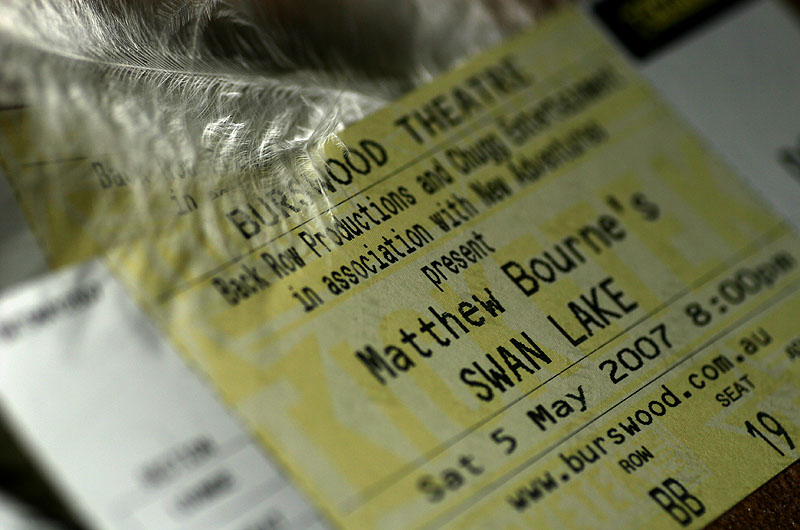 BURSWOOD THEATRE
Back Row Productions and Chugg Entertainment
in association with New Adventures
present
Matthew Bourne's
SWAN LAKE
Sat 5 May 2007 8:00pm
www.burswood.com.au
ROW SEAT
BB 19